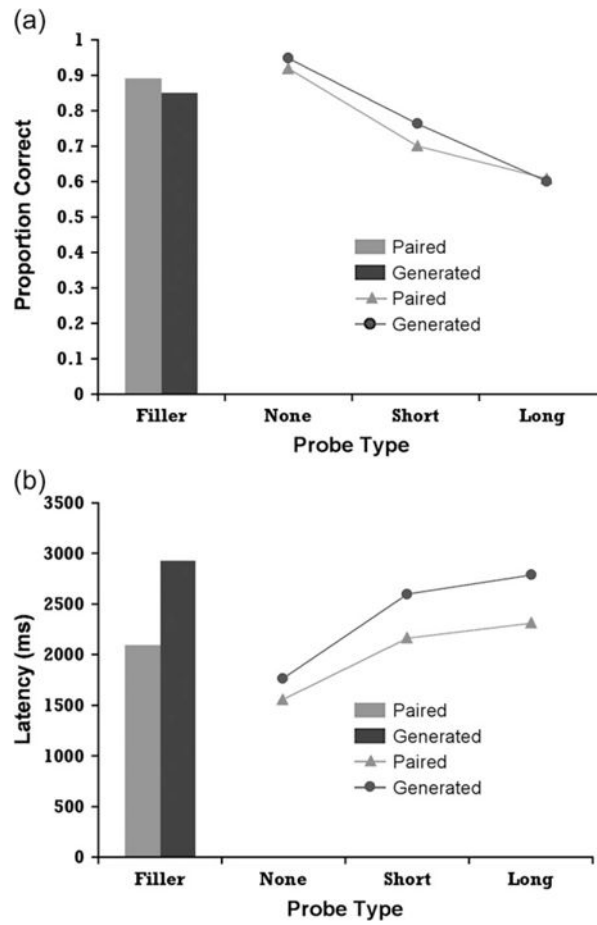 (a)
1
0.9
0.8
0.7
0.6
0.5
0.4
0.3
0.2
0.1
0
Proportion Correct
Paired
Generated
Paired
Generated
Filler None Short Long
Probe Type
(b)
3500
3000
2500
2000
1500
1000
500
0
Latency (ms)
Paired
Generated
Paired
Generated
Filler None Short Long
Probe Type